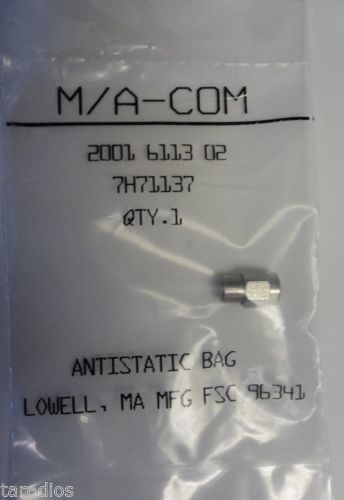 M/A-COM
2001 6113 02
7H71137
QTY.1
ANTISTATIC BAG
LOWELL, MA MFG FSC 96341
taradios